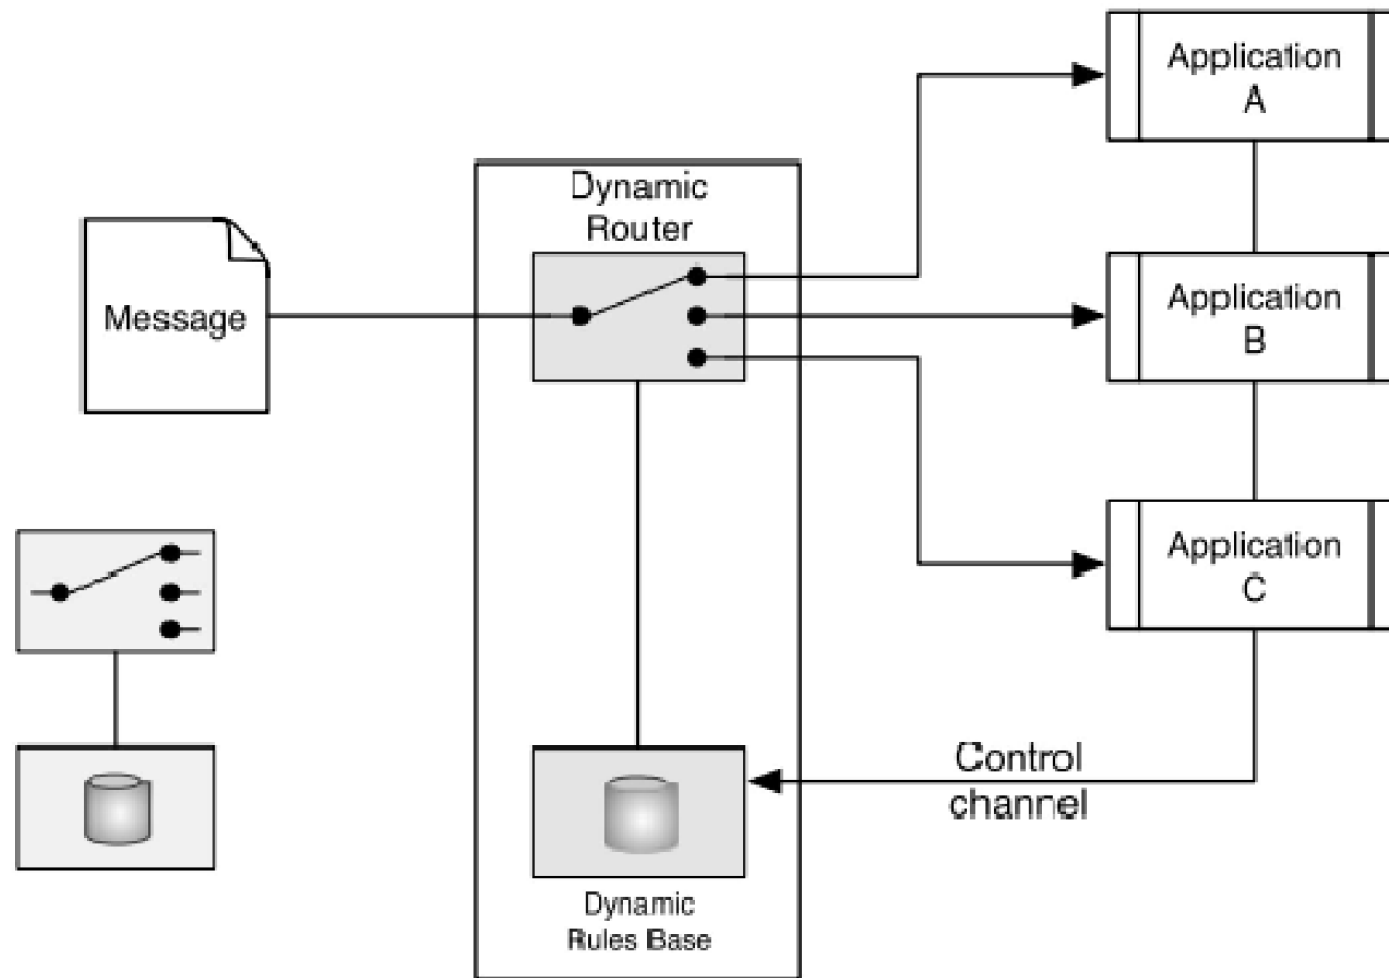 Application
A
Dynamic
Router
Message
Application
B
Application
C
Control
channel
Dynamic
Rules Base